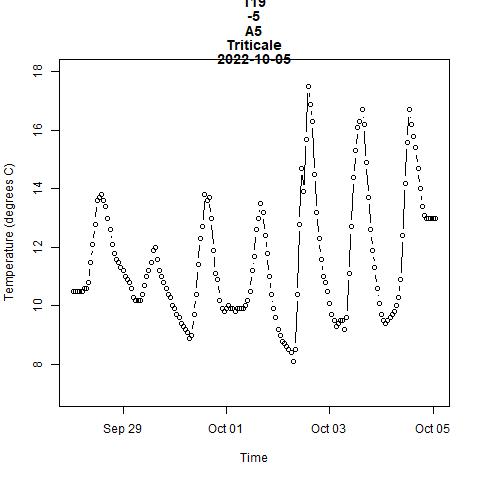 T19
-5
A5
Triticale
2022-10-05
Temperature (degrees C)
18
16
14
12
10
8
Sep 29
Oct 01
Oct 03
Oct 05
Time